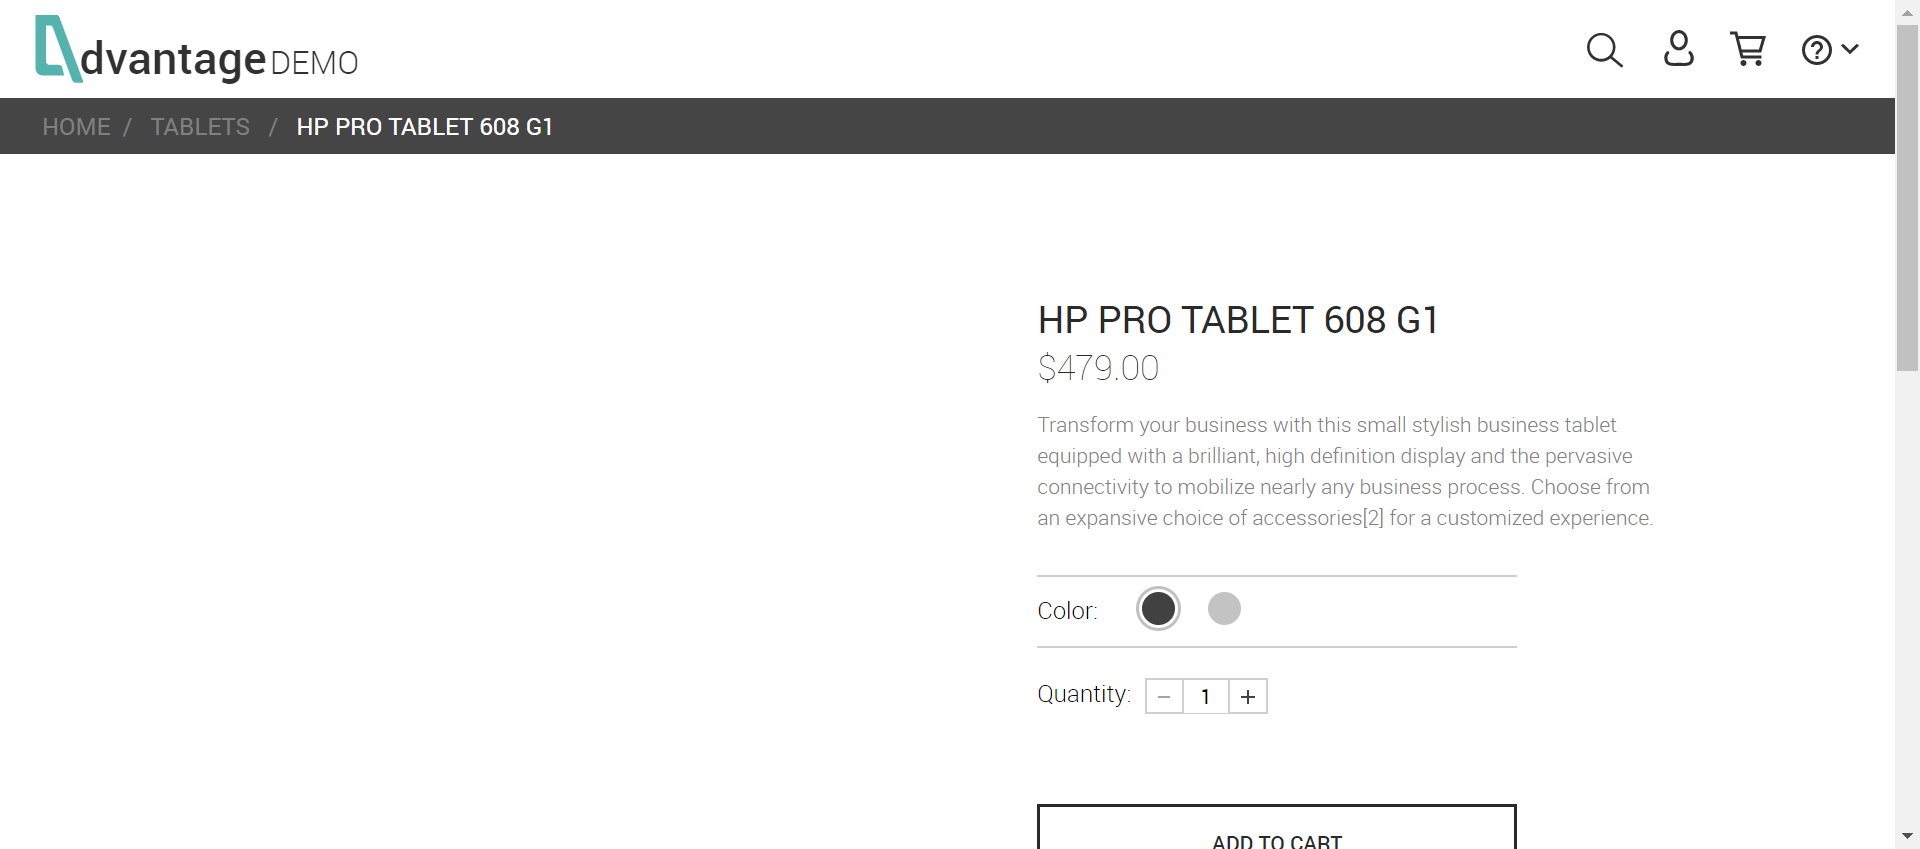 dvantage DEMO
HOME / TABLETS / HP PRO TABLET 608 G1
HP PRO TABLET 608 G1
$479.00
Transform your business with this small stylish business tablet
equipped with a brilliant, high definition display and the pervasive
connectivity to mobilize nearly any business process. Choose from
an expansive choice of accessories[2] for a customized experience.
Color:
Quantity: − 1 +
ADD TO CART